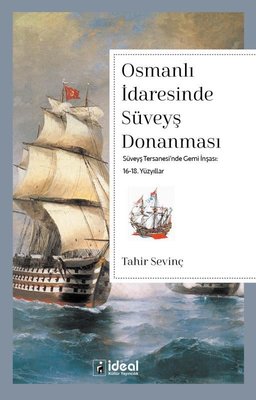 Osmanlı
İdaresinde
Süveyş
Donanması
Süveyş Tersanesi'nde Gemi İnşası:
16-18. Yüzyıllar
Tahir Sevinç
ideal
Kültür Yayıncılık